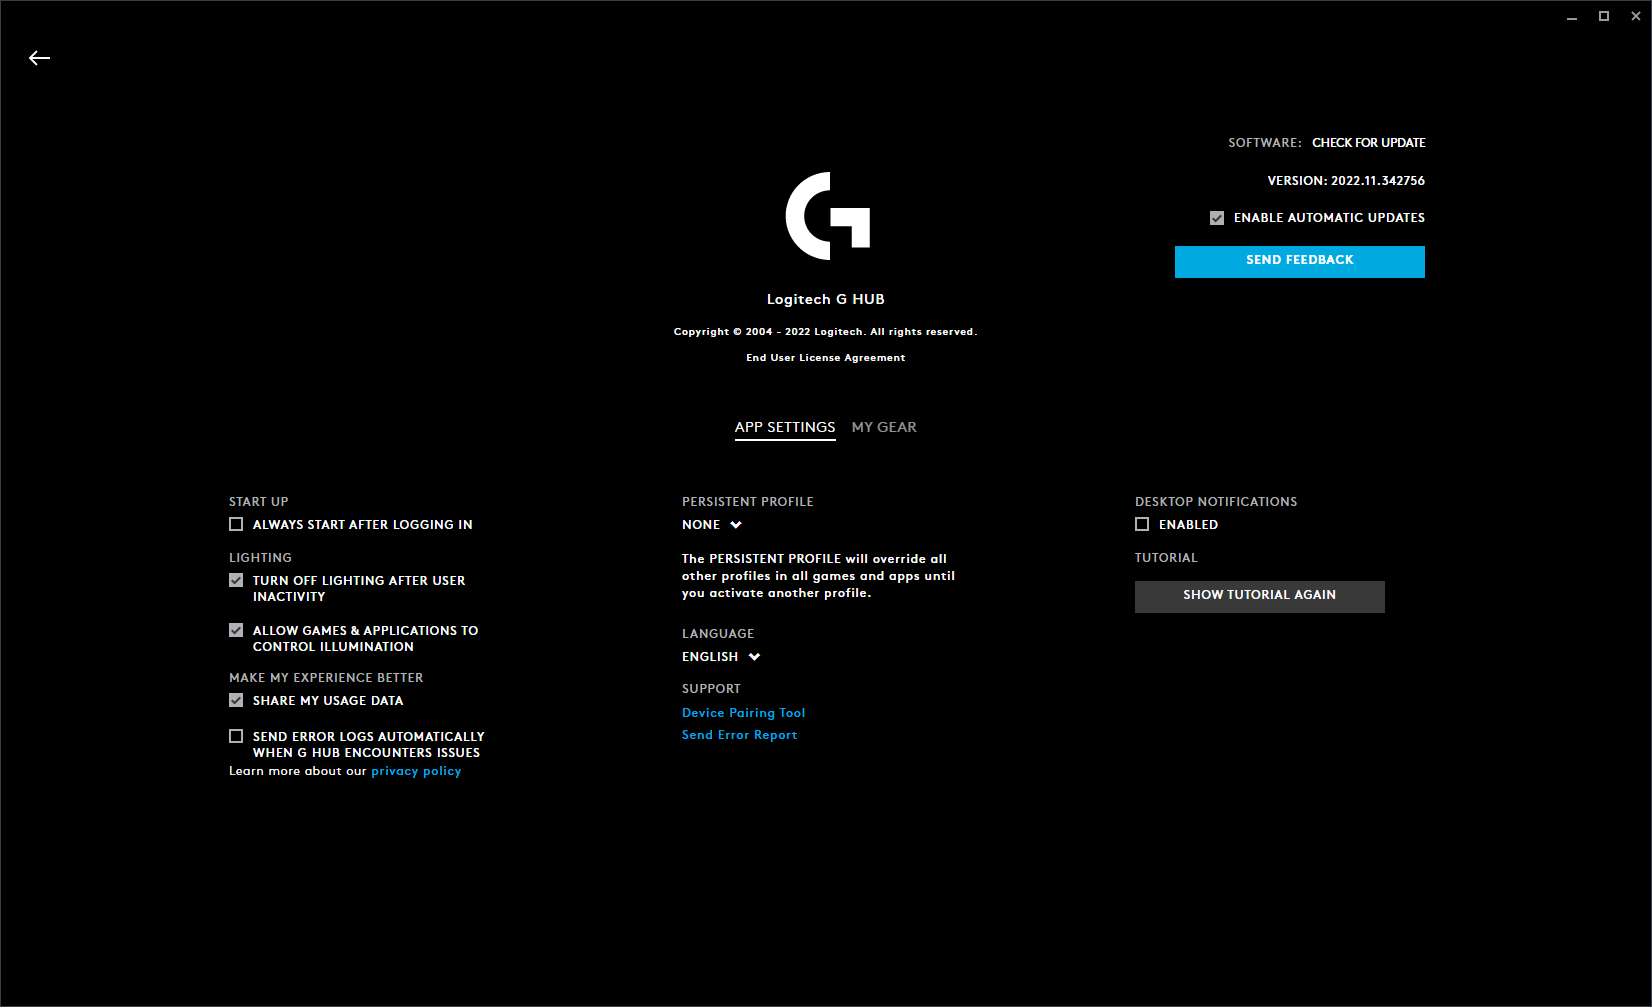 SOFTWARE: CHECK FOR UPDATE
VERSION: 2022.11.342756
ENABLE AUTOMATIC UPDATES
SEND FEEDBACK
Logitech G HUB
Copyright © 2004 - 2022 Logitech. All rights reserved.
End User License Agreement
APP SETTINGS MY GEAR
START UP
ALWAYS START AFTER LOGGING IN
LIGHTING
TURN OFF LIGHTING AFTER USER
INACTIVITY
ALLOW GAMES & APPLICATIONS TO
CONTROL ILLUMINATION
MAKE MY EXPERIENCE BETTER
SHARE MY USAGE DATA
SEND ERROR LOGS AUTOMATICALLY
WHEN G HUB ENCOUNTERS ISSUES
Learn more about our privacy policy
PERSISTENT PROFILE
NONE
The PERSISTENT PROFILE will override all
other profiles in all games and apps until
you activate another profile.
LANGUAGE
ENGLISH
SUPPORT
Device Pairing Tool
Send Error Report
DESKTOP NOTIFICATIONS
ENABLED
TUTORIAL
SHOW TUTORIAL AGAIN